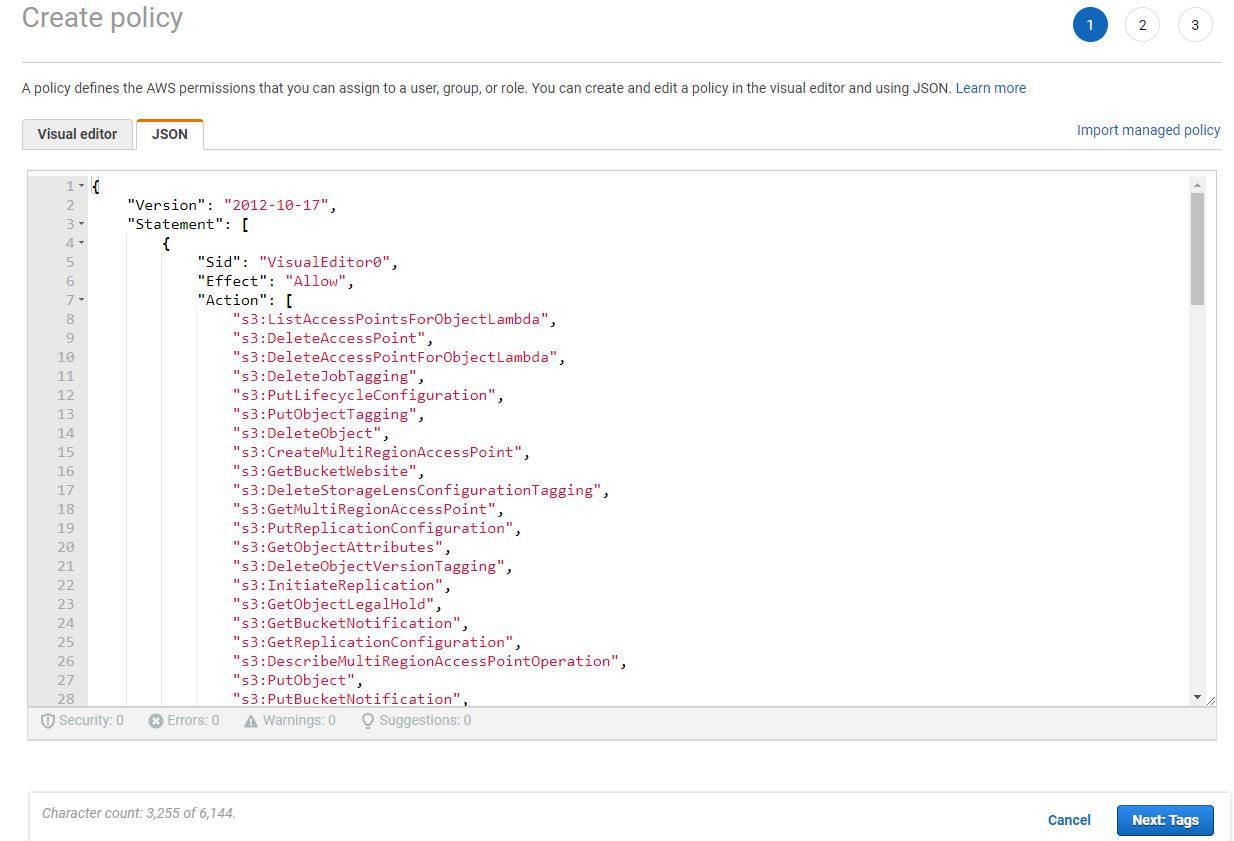 Create policy
1 2 3
A policy defines the AWS permissions that you can assign to a user, group, or role. You can create and edit a policy in the visual editor and using JSON. Learn more
Visual editor JSON Import managed policy
1 {
2 "Version": "2012-10-17",
3 "Statement": [
4 {
5 "Sid": "VisualEditor0",
6 "Effect": "Allow",
7 "Action": [
8 "s3:ListAccessPointsForObjectLambda",
9 "s3:DeleteAccessPoint",
10 "s3:DeleteAccessPointForObjectLambda",
11 "s3:DeleteJobTagging",
12 "s3:PutLifecycleConfiguration",
13 "s3:PutObjectTagging",
14 "s3:DeleteObject",
15 "s3:CreateMultiRegionAccessPoint",
16 "s3:GetBucketWebsite",
17 "s3:DeleteStorageLensConfigurationTagging",
18 "s3:GetMultiRegionAccessPoint",
19 "s3:PutReplicationConfiguration",
20 "s3:GetObjectAttributes",
21 "s3:DeleteObjectVersionTagging",
22 "s3:InitiateReplication",
23 "s3:GetObjectLegalHold",
24 "s3:GetBucketNotification",
25 "s3:GetReplicationConfiguration",
26 "s3:DescribeMultiRegionAccessPointOperation",
27 "s3:PutObject",
28 "s3:PutBucketNotification",
Security: 0 Errors: 0 Warnings: 0 Suggestions: 0
Character count: 3,255 of 6,144.
Cancel Next: Tags